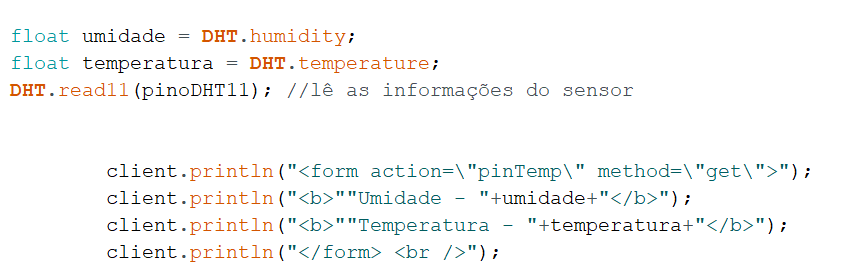 float umidade = DHT.humidity;
float temperatura = DHT.temperature;
DHT.read11(pinoDHT11); //lê as informações do sensor
client.println("<form action=\"pinTemp\" method=\"get\">");
client.println("<b>""Umidade - "+umidade+"</b>");
client.println("<b>""Temperatura - "+temperatura+"</b>");
client.println("</form> <br />");